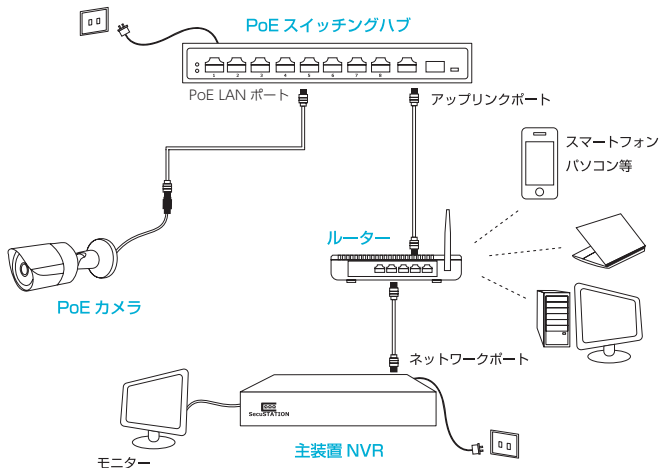 PoE スイッチングハブ
1 2 3 4 5 6 7 8
PoE LAN ポート
アップリンクポート
スマートフォン
パソコン等
ルーター
PoE カメラ
ネットワークポート
SecuSTATION
主装置 NVR
モニター